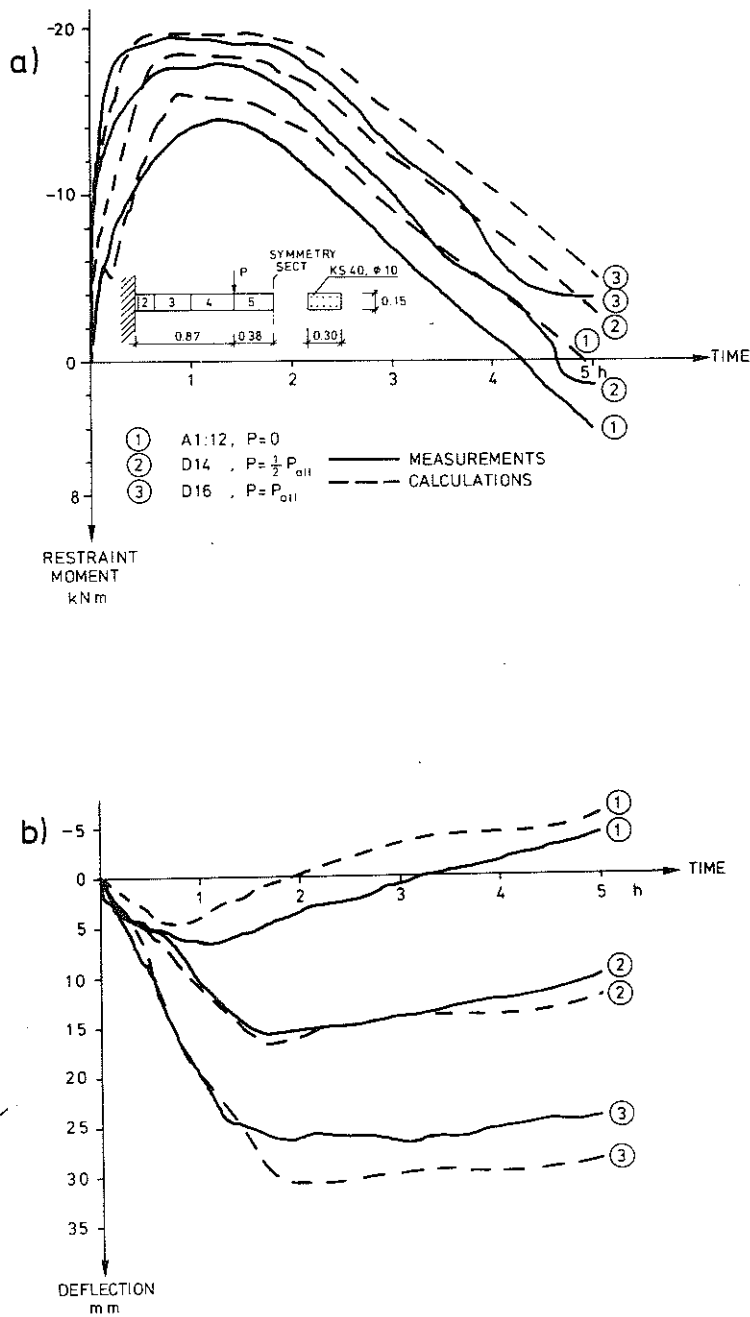 a)
-20
-10
0
8
SYMMETRY
SECT
P
KS 40, ϕ 10
2 3 4 5
0.15
0.87 0.38 0.30
1 2 3 4 5 h
TIME
3
3
2
1
2
1
1 A1:12, P=0
2 D14 , P=½ Pall
3 D16 , P=Pall
MEASUREMENTS
CALCULATIONS
RESTRAINT
MOMENT
kNm
b)
-5
0
5
10
15
20
25
30
35
1 2 3 4 5 h
TIME
1
1
2
2
3
3
DEFLECTION
mm